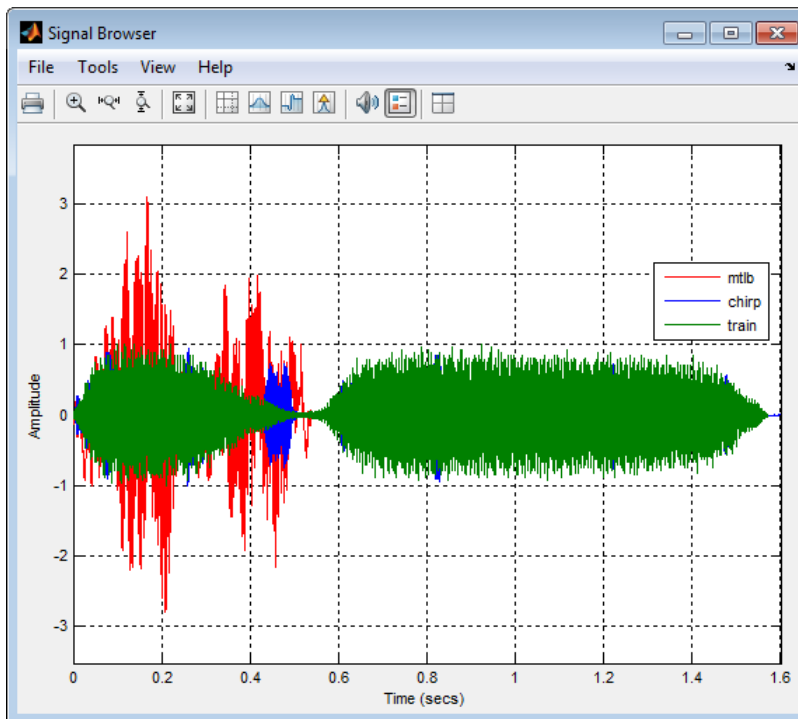 Signal Browser
File Tools View Help
3
2
1
0
-1
-2
-3
Amplitude
mtlb
chirp
train
0 0.2 0.4 0.6 0.8 1 1.2 1.4 1.6
Time (secs)